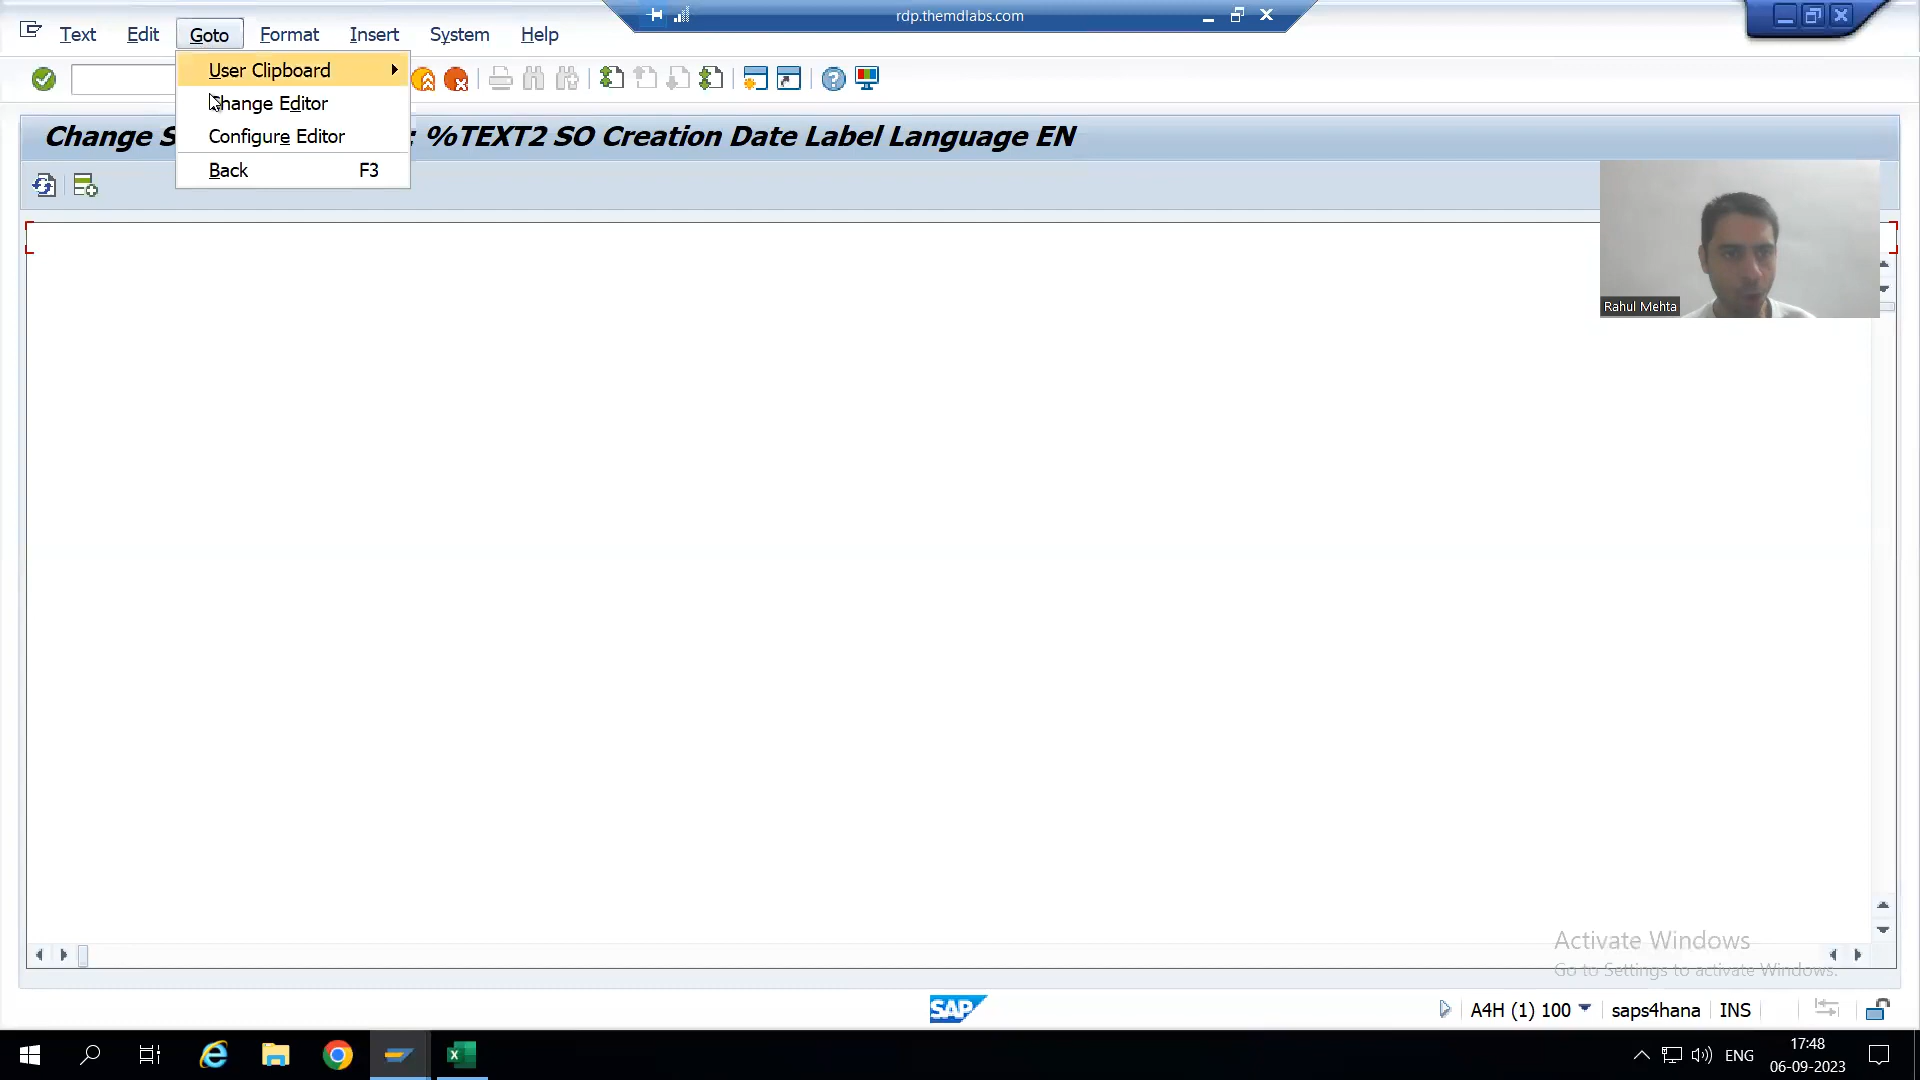 rdp.themdlabs.com
Text Edit Goto Format Insert System Help
User Clipboard
Change Editor
Configure Editor
Back F3
Change S : %TEXT2 SO Creation Date Label Language EN
Rahul Mehta
Activate Windows
Go to Settings to activate Windows.
SAP
A4H (1) 100 saps4hana INS
ENG
17:48
06-09-2023